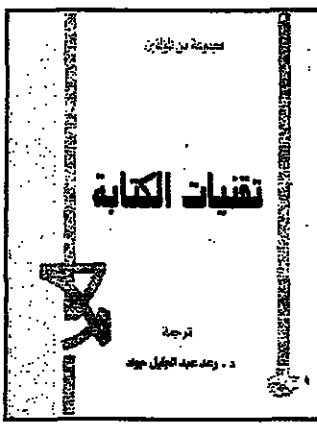 مجموعة من المؤلفين
تقنيات الكتابة
ترجمة
د. رعد عبد الجليل جواد